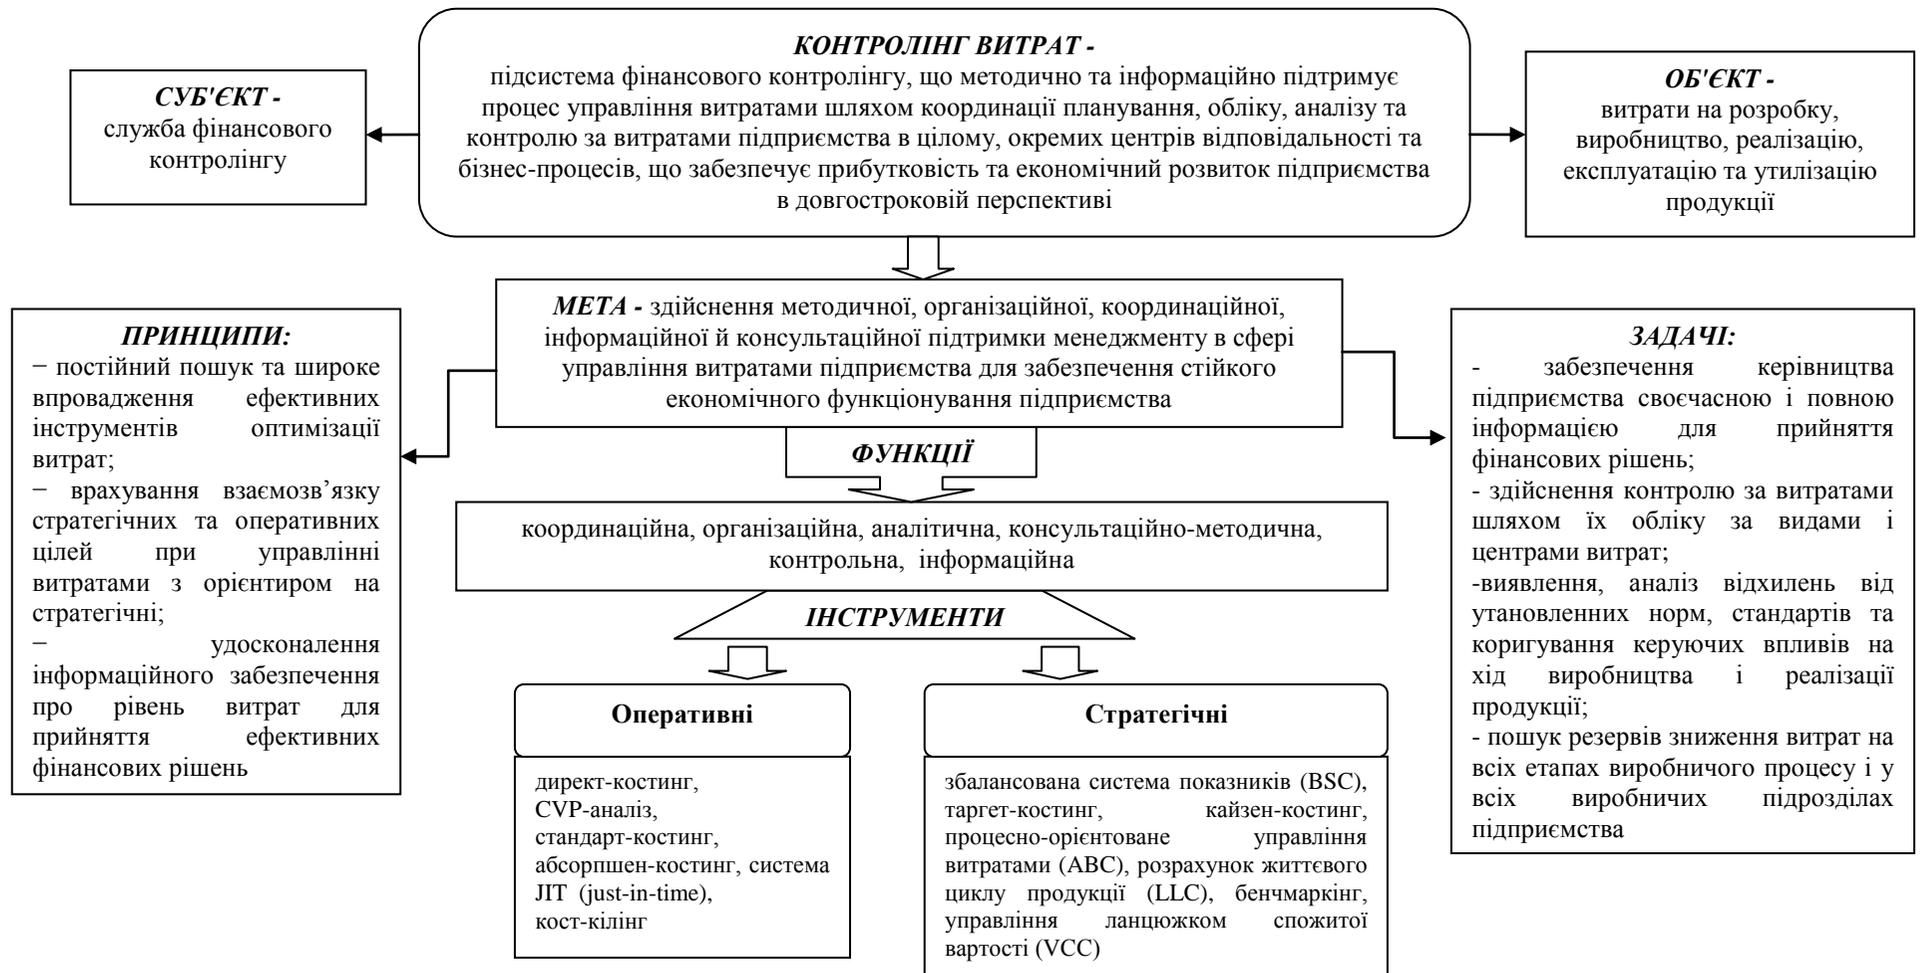 КОНТРОЛІНГ ВИТРАТ -
підсистема фінансового контролінгу, що методично та інформаційно підтримує
процес управління витратами шляхом координації планування, обліку, аналізу та
контролю за витратами підприємства в цілому, окремих центрів відповідальності та
бізнес-процесів, що забезпечує прибутковість та економічний розвиток підприємства
в довгостроковій перспективі
СУБ'ЄКТ -
служба фінансового
контролінгу
ОБ'ЄКТ -
витрати на розробку,
виробництво, реалізацію,
експлуатацію та утилізацію
продукції
МЕТА - здійснення методичної, організаційної, координаційної,
інформаційної й консультаційної підтримки менеджменту в сфері
управління витратами підприємства для забезпечення стійкого
економічного функціонування підприємства
ПРИНЦИПИ:
− постійний пошук та широке
впровадження ефективних
інструментів оптимізації
витрат;
− врахування взаємозв’язку
стратегічних та оперативних
цілей при управлінні
витратами з орієнтиром на
стратегічні;
− удосконалення
інформаційного забезпечення
про рівень витрат для
прийняття ефективних
фінансових рішень
ЗАДАЧІ:
- забезпечення керівництва
підприємства своєчасною і повною
інформацією для прийняття
фінансових рішень;
- здійснення контролю за витратами
шляхом їх обліку за видами і
центрами витрат;
-виявлення, аналіз відхилень від
установленних норм, стандартів та
коригування керуючих впливів на
хід виробництва і реалізації
продукції;
- пошук резервів зниження витрат на
всіх етапах виробничого процесу і у
всіх виробничих підрозділах
підприємства
ФУНКЦІЇ
координаційна, організаційна, аналітична, консультаційно-методична,
контрольна, інформаційна
ІНСТРУМЕНТИ
Оперативні
директ-костинг,
CVP-аналіз,
стандарт-костинг,
абсорпшен-костинг, система
JIT (just-in-time),
кост-кілінг
Стратегічні
збалансована система показників (BSC),
таргет-костинг, кайзен-костинг,
процесно-орієнтоване управління
витратами (ABC), розрахунок життєвого
циклу продукції (LLC), бенчмаркінг,
управління ланцюжком спожитої
вартості (VCC)